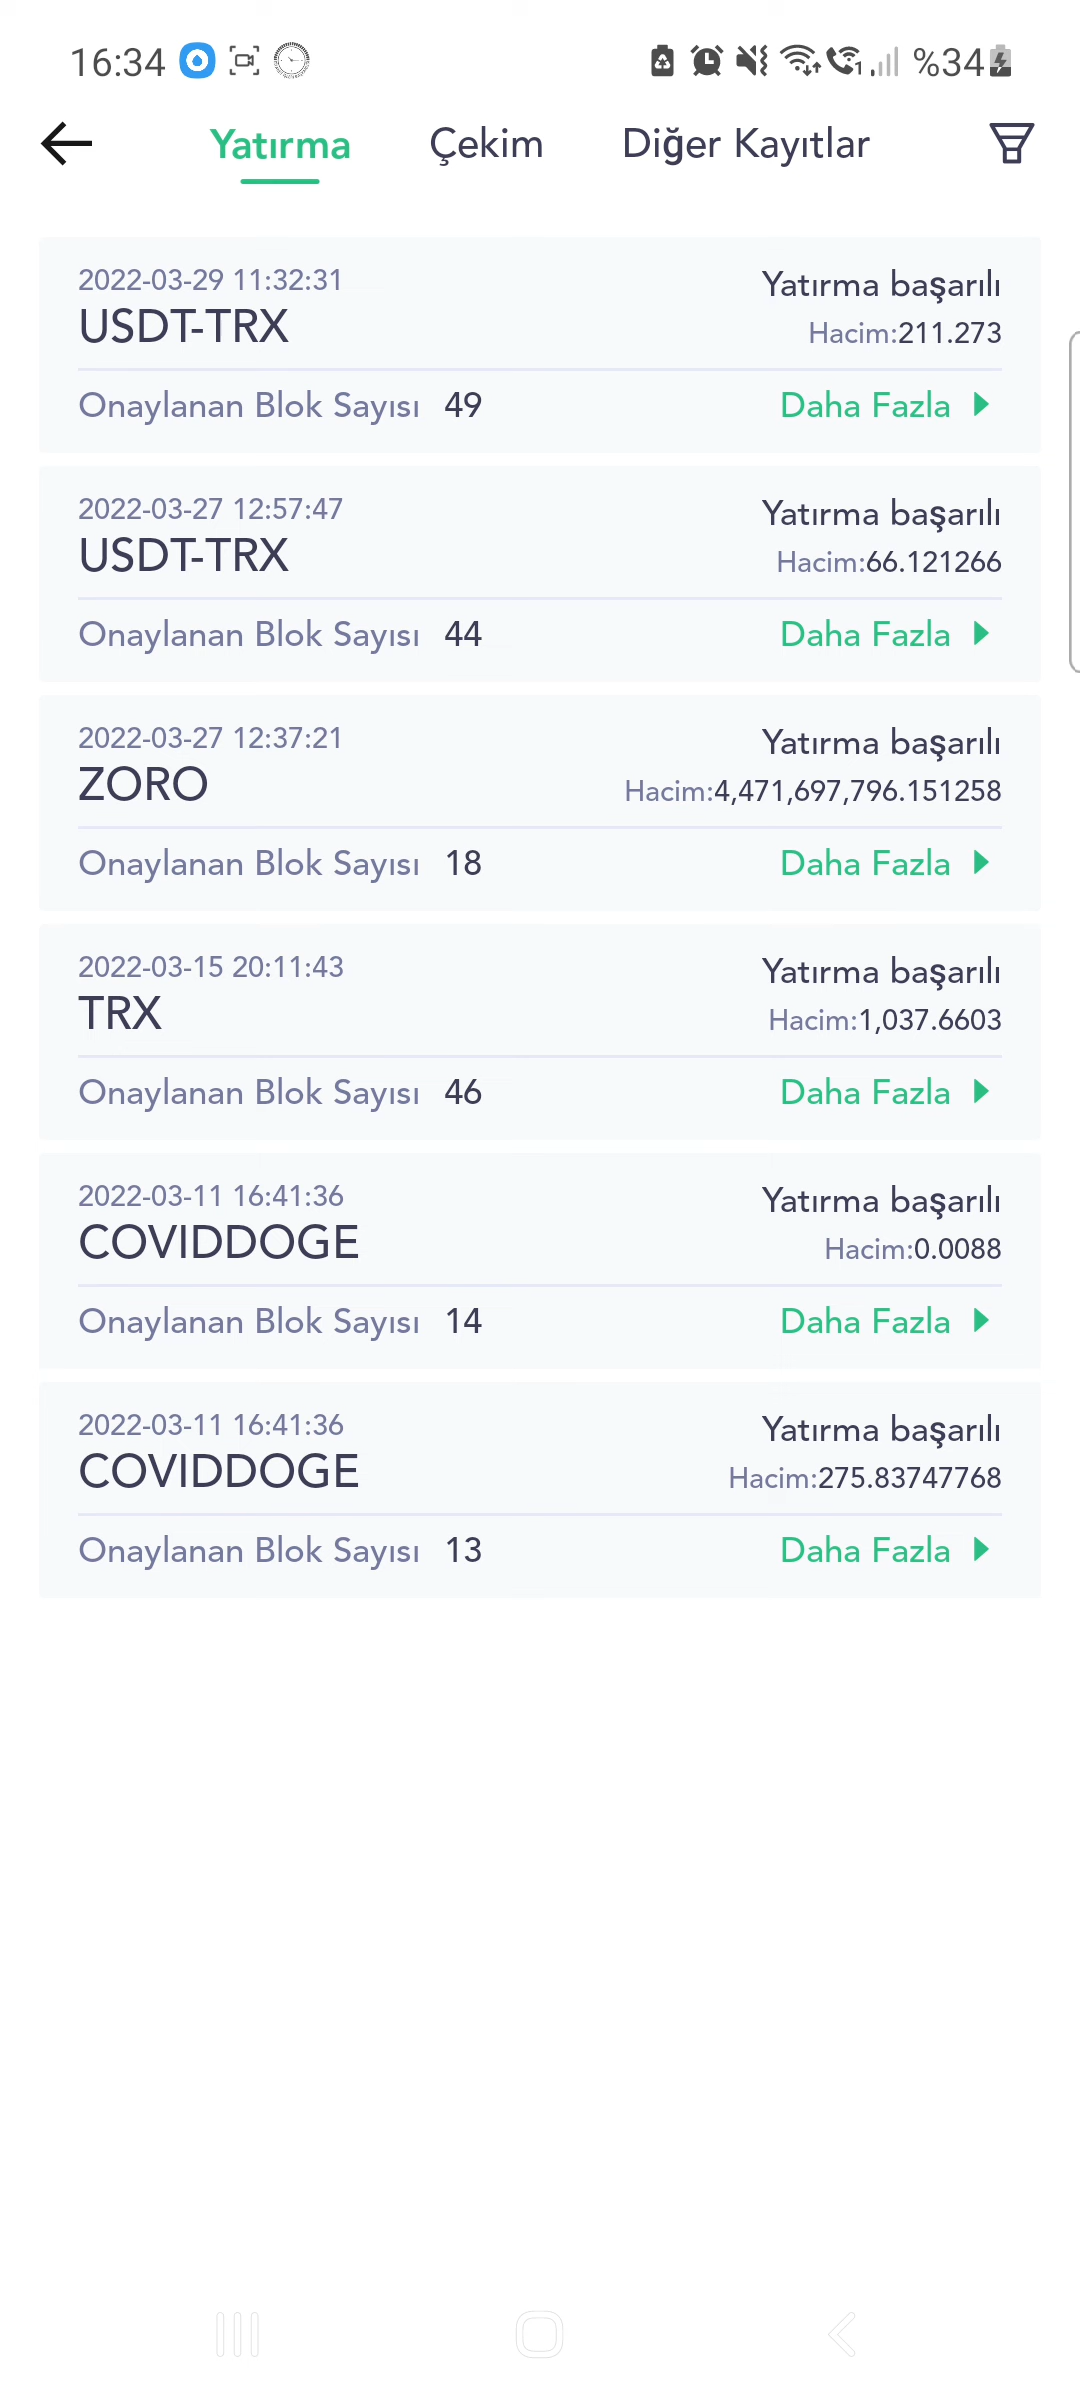 16:34 %34
Yatırma Çekim Diğer Kayıtlar
2022-03-29 11:32:31 Yatırma başarılı
USDT-TRX Hacim:211.273
Onaylanan Blok Sayısı 49 Daha Fazla
2022-03-27 12:57:47 Yatırma başarılı
USDT-TRX Hacim:66.121266
Onaylanan Blok Sayısı 44 Daha Fazla
2022-03-27 12:37:21 Yatırma başarılı
ZORO Hacim:4,471,697,796.151258
Onaylanan Blok Sayısı 18 Daha Fazla
2022-03-15 20:11:43 Yatırma başarılı
TRX Hacim:1,037.6603
Onaylanan Blok Sayısı 46 Daha Fazla
2022-03-11 16:41:36 Yatırma başarılı
COVIDDOGE Hacim:0.0088
Onaylanan Blok Sayısı 14 Daha Fazla
2022-03-11 16:41:36 Yatırma başarılı
COVIDDOGE Hacim:275.83747768
Onaylanan Blok Sayısı 13 Daha Fazla